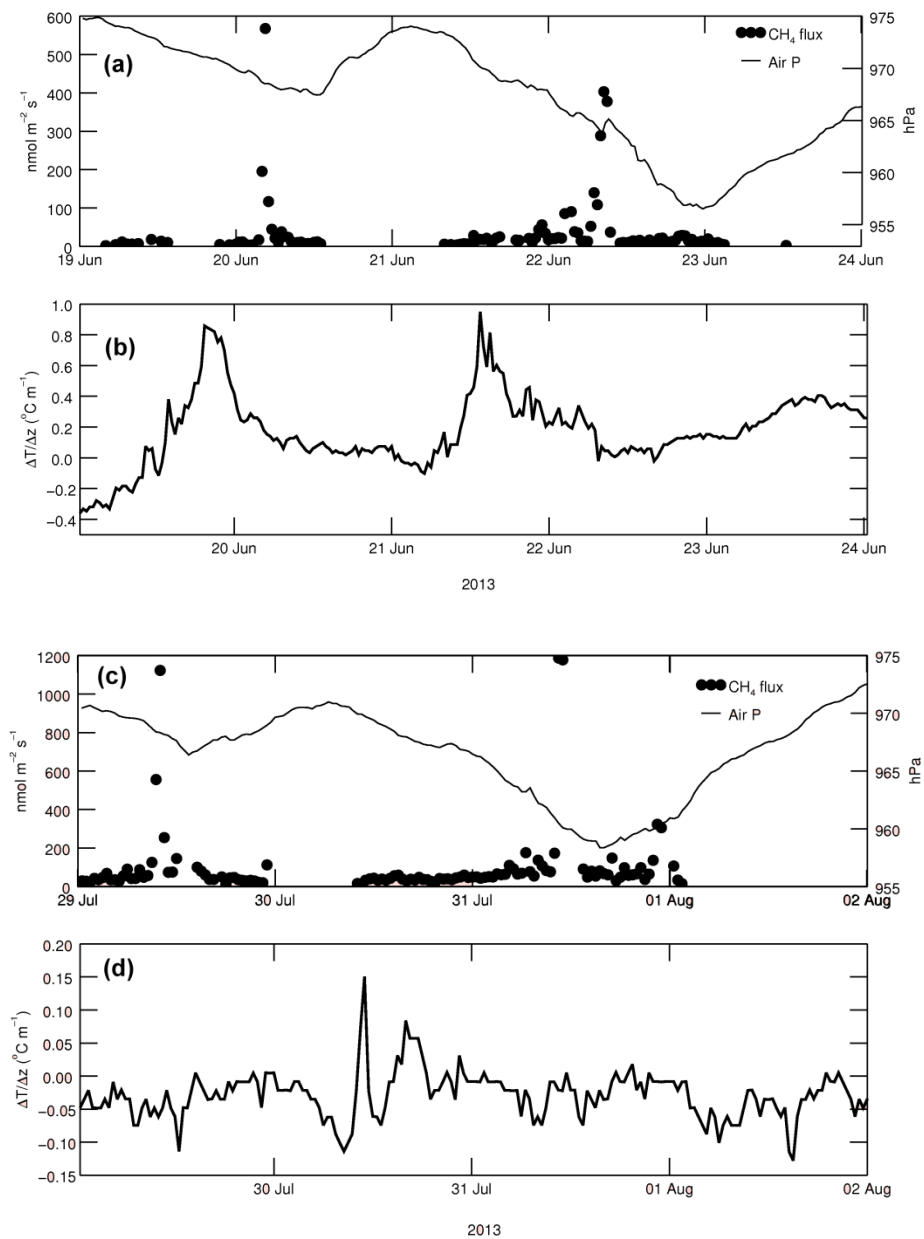 (a)
CH₄ flux
Air P
600
500
400
300
200
100
0
nmol m⁻² s⁻¹
975
970
965
960
955
hPa
19 Jun 20 Jun 21 Jun 22 Jun 23 Jun 24 Jun
(b)
1.0
0.8
0.6
0.4
0.2
0.0
−0.2
−0.4
ΔT/Δz (°C m⁻¹)
20 Jun 21 Jun 22 Jun 23 Jun 24 Jun
2013
(c)
CH₄ flux
Air P
1200
1000
800
600
400
200
0
nmol m⁻² s⁻¹
975
970
965
960
955
hPa
29 Jul 30 Jul 31 Jul 01 Aug 02 Aug
(d)
0.20
0.15
0.10
0.05
0.00
−0.05
−0.10
−0.15
ΔT/Δz (°C m⁻¹)
30 Jul 31 Jul 01 Aug 02 Aug
2013